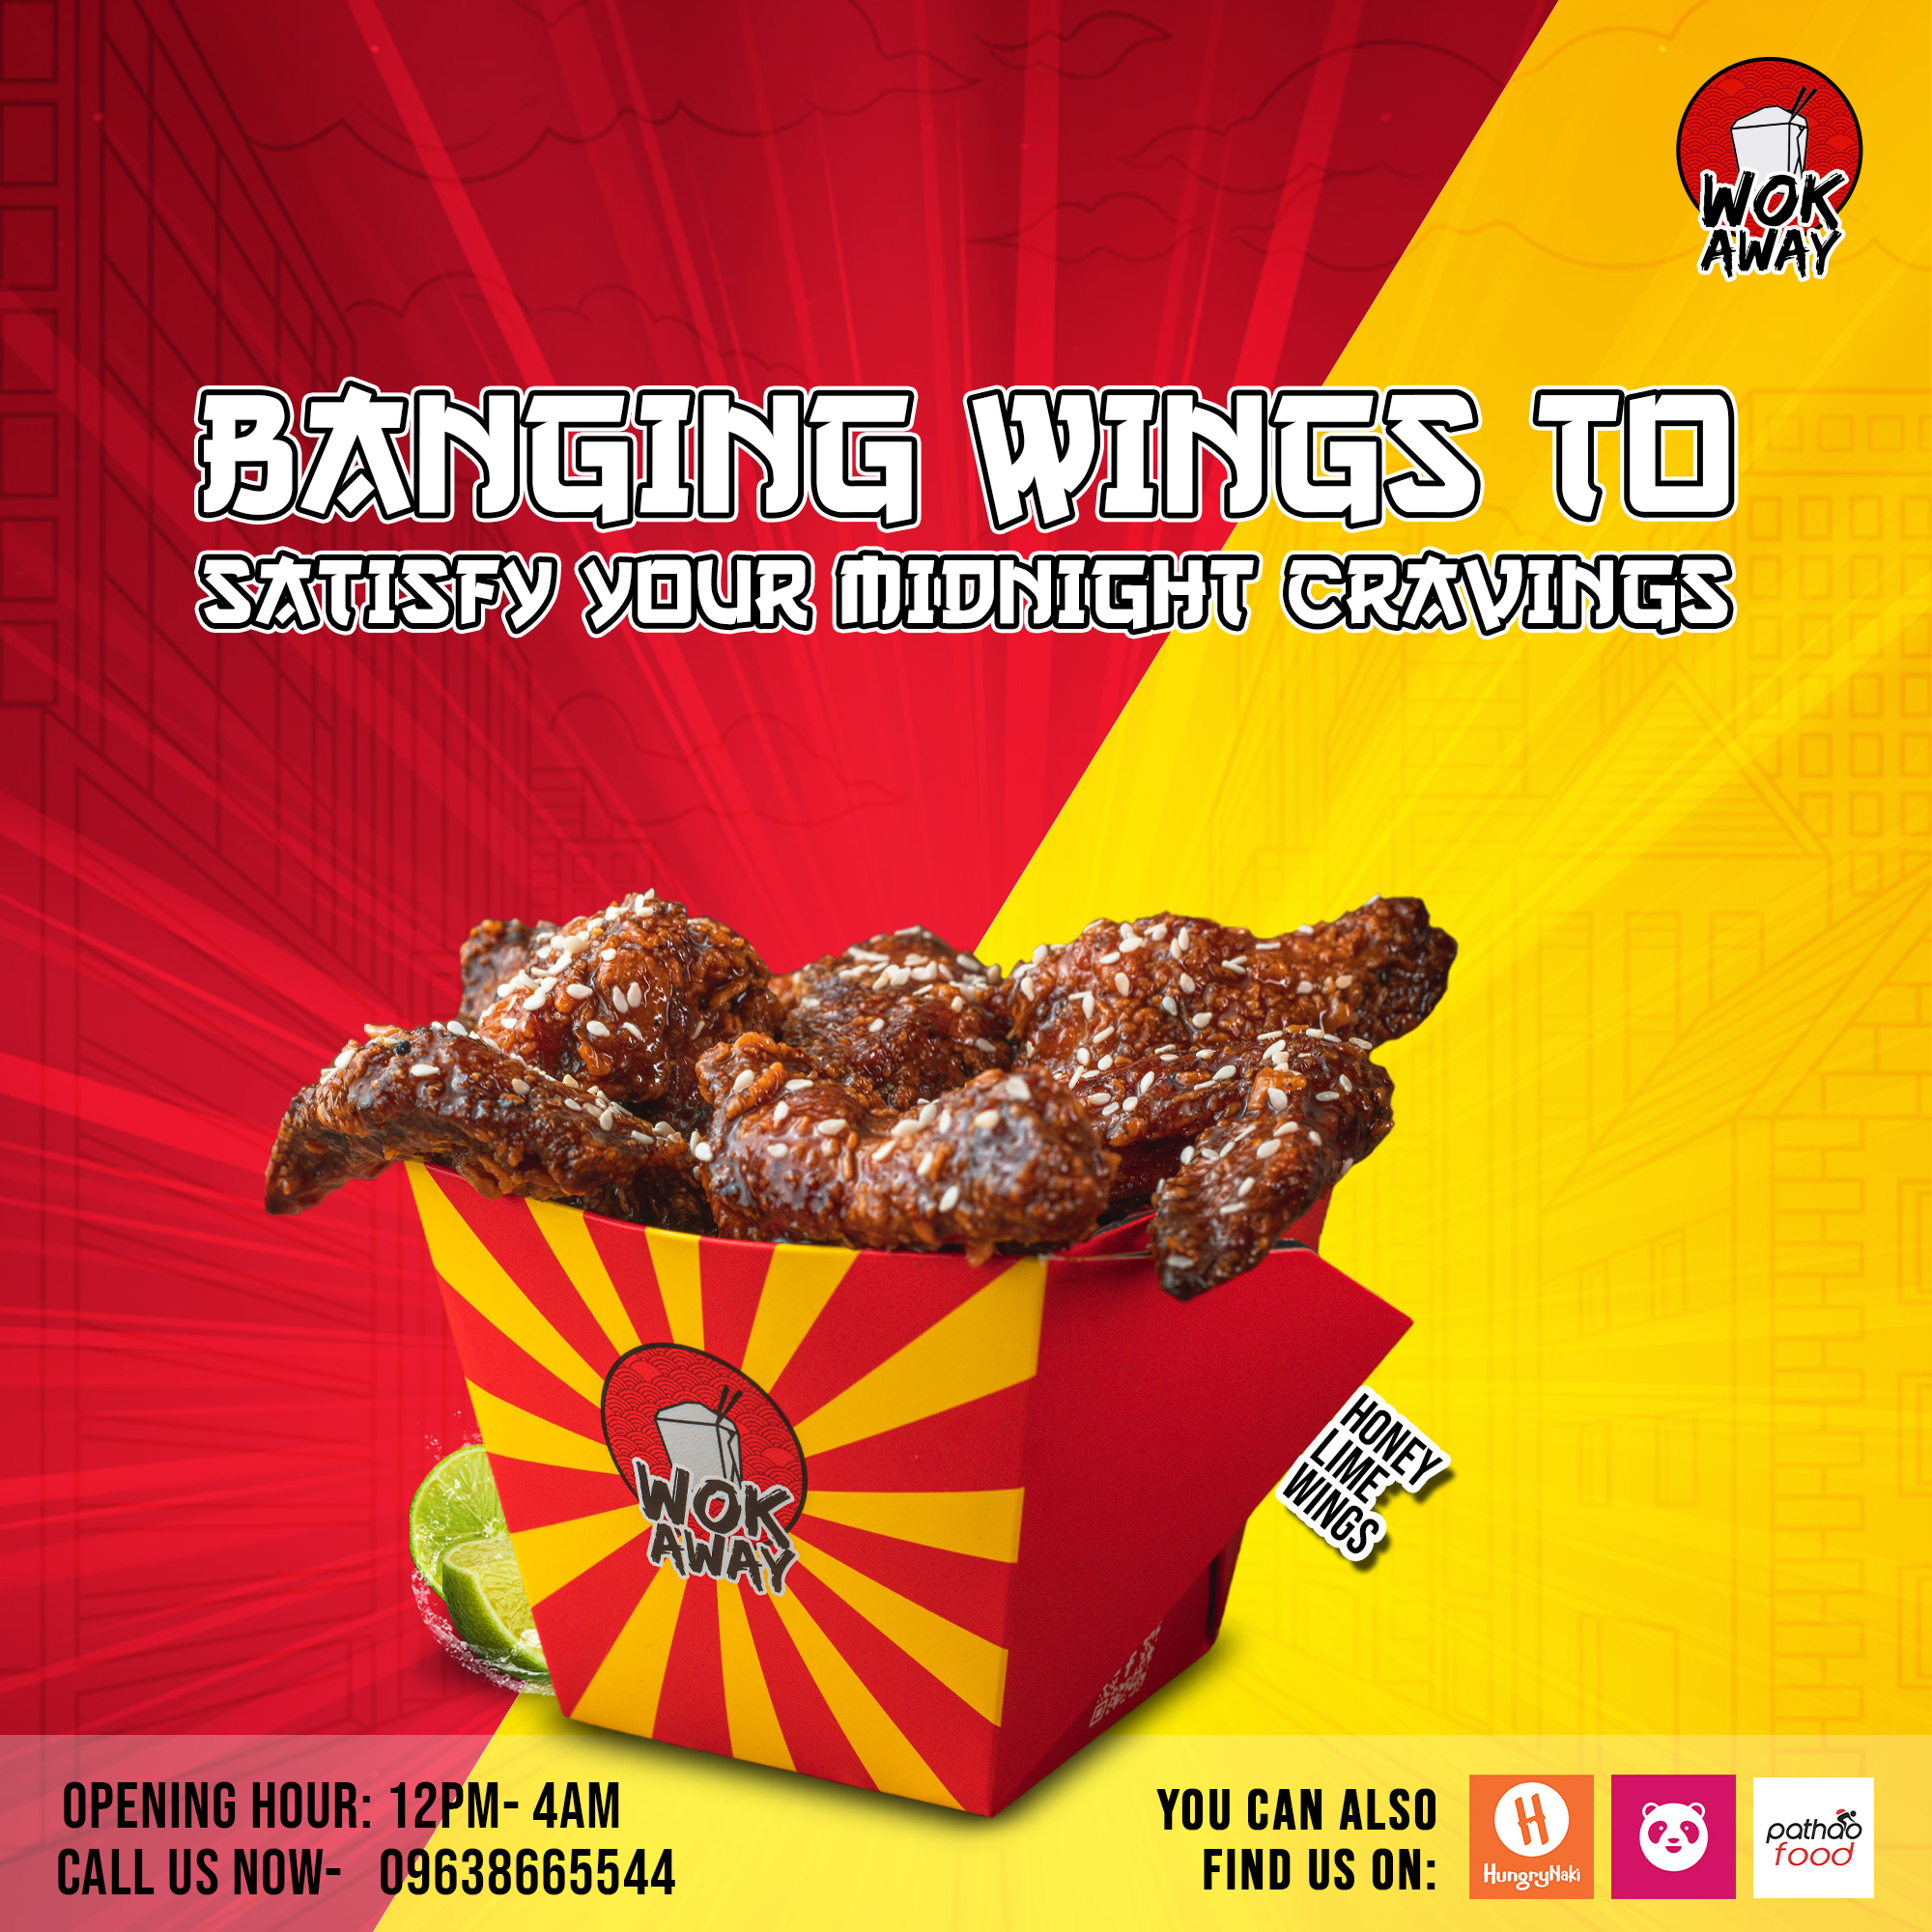 WOK
AWAY
BANGING WINGS TO
SATISFY YOUR MIDNIGHT CRAVINGS
HONEY
LIME
WINGS
WOK
AWAY
OPENING HOUR: 12PM- 4AM
CALL US NOW- 09638665544
YOU CAN ALSO
FIND US ON:
HungryNaki
pathao
food